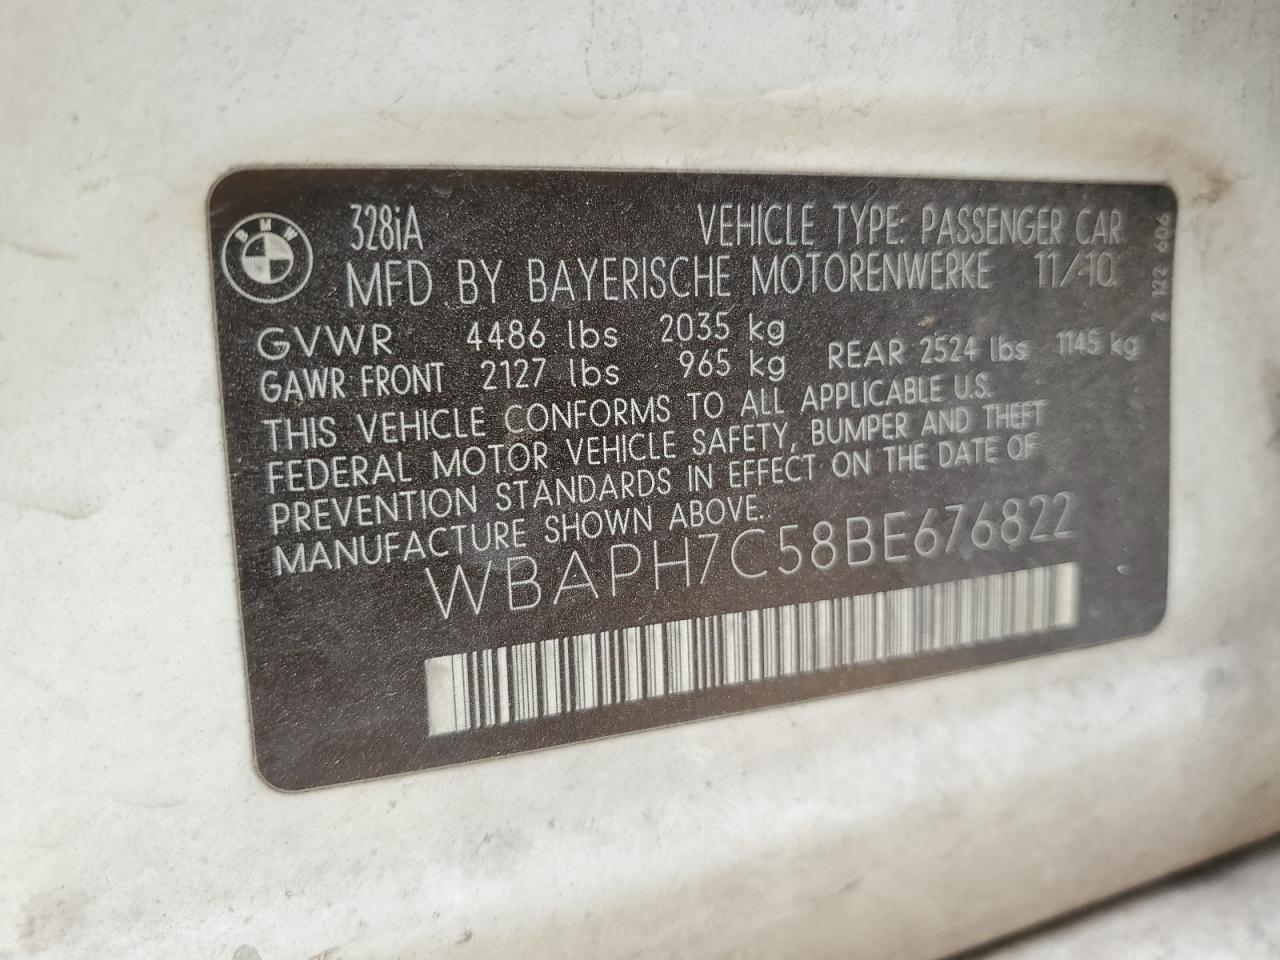 BMW
328iA VEHICLE TYPE: PASSENGER CAR
MFD BY BAYERISCHE MOTORENWERKE 11/10
GVWR 4486 lbs 2035 kg
GAWR FRONT 2127 lbs 965 kg REAR 2524 lbs 1145 kg
THIS VEHICLE CONFORMS TO ALL APPLICABLE U.S.
FEDERAL MOTOR VEHICLE SAFETY, BUMPER AND THEFT
PREVENTION STANDARDS IN EFFECT ON THE DATE OF
MANUFACTURE SHOWN ABOVE.
WBAPH7C58BE676822
2 122 606